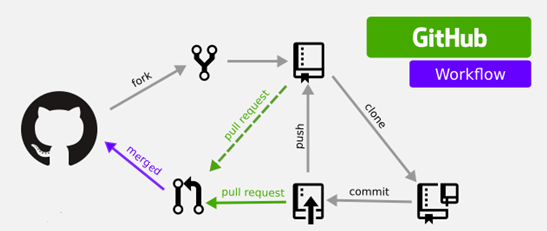 GitHub
Workflow
fork
pull request
clone
push
merged
pull request
commit